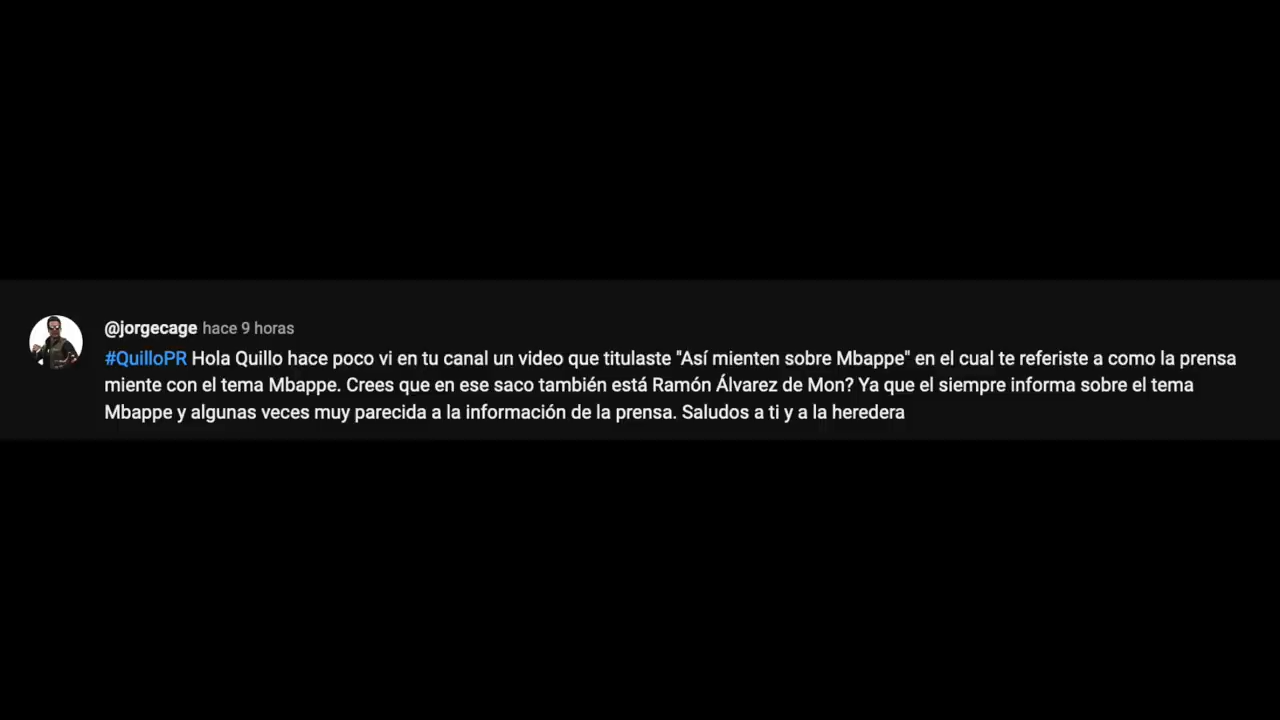 @jorgecage hace 9 horas
#QuilloPR Hola Quillo hace poco vi en tu canal un video que titulaste "Así mienten sobre Mbappe" en el cual te referiste a como la prensa
miente con el tema Mbappe. Crees que en ese saco también está Ramón Álvarez de Mon? Ya que el siempre informa sobre el tema
Mbappe y algunas veces muy parecida a la información de la prensa. Saludos a ti y a la heredera